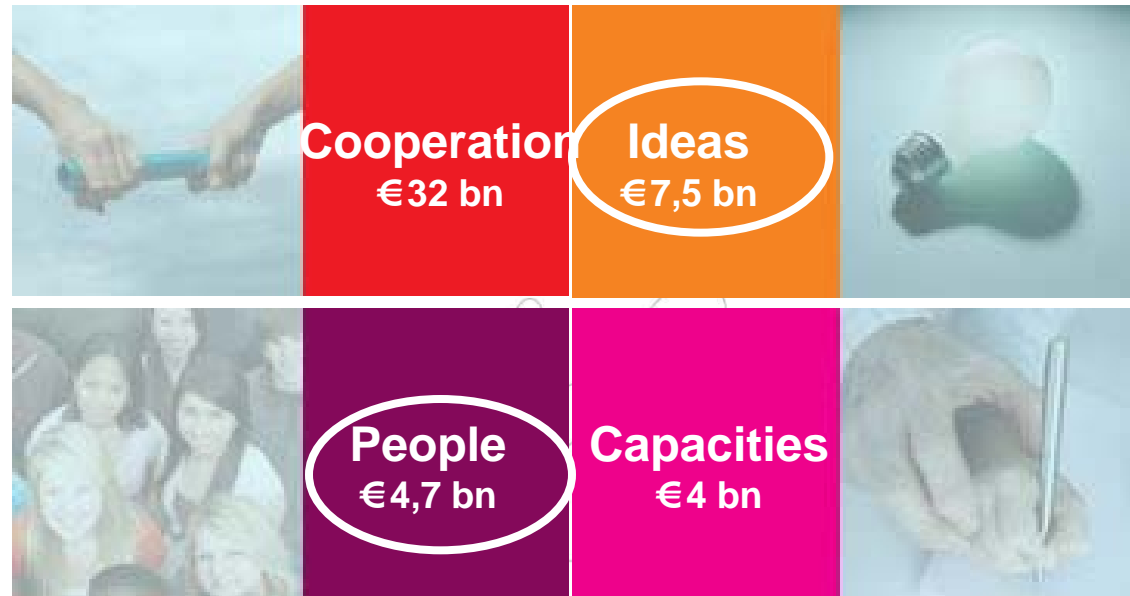 Cooperation
€32 bn
Ideas
€7,5 bn
People
€4,7 bn
Capacities
€4 bn